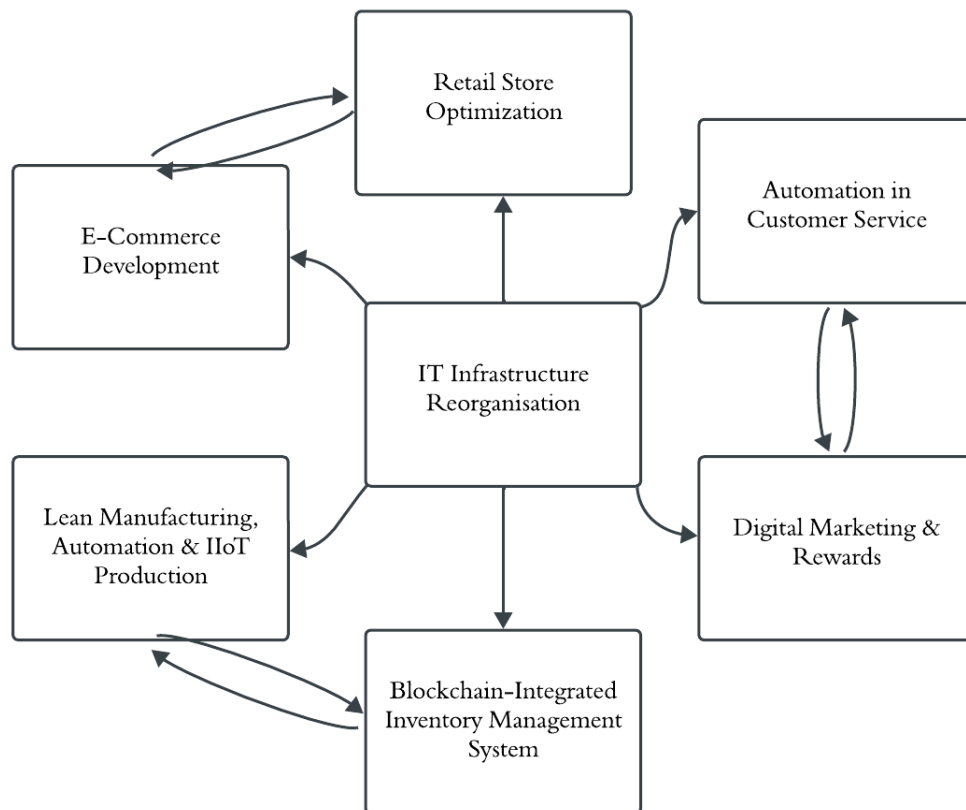 Retail Store
Optimization
Automation in
Customer Service
E-Commerce
Development
IT Infrastructure
Reorganisation
Lean Manufacturing,
Automation & IIoT
Production
Digital Marketing &
Rewards
Blockchain-Integrated
Inventory Management
System